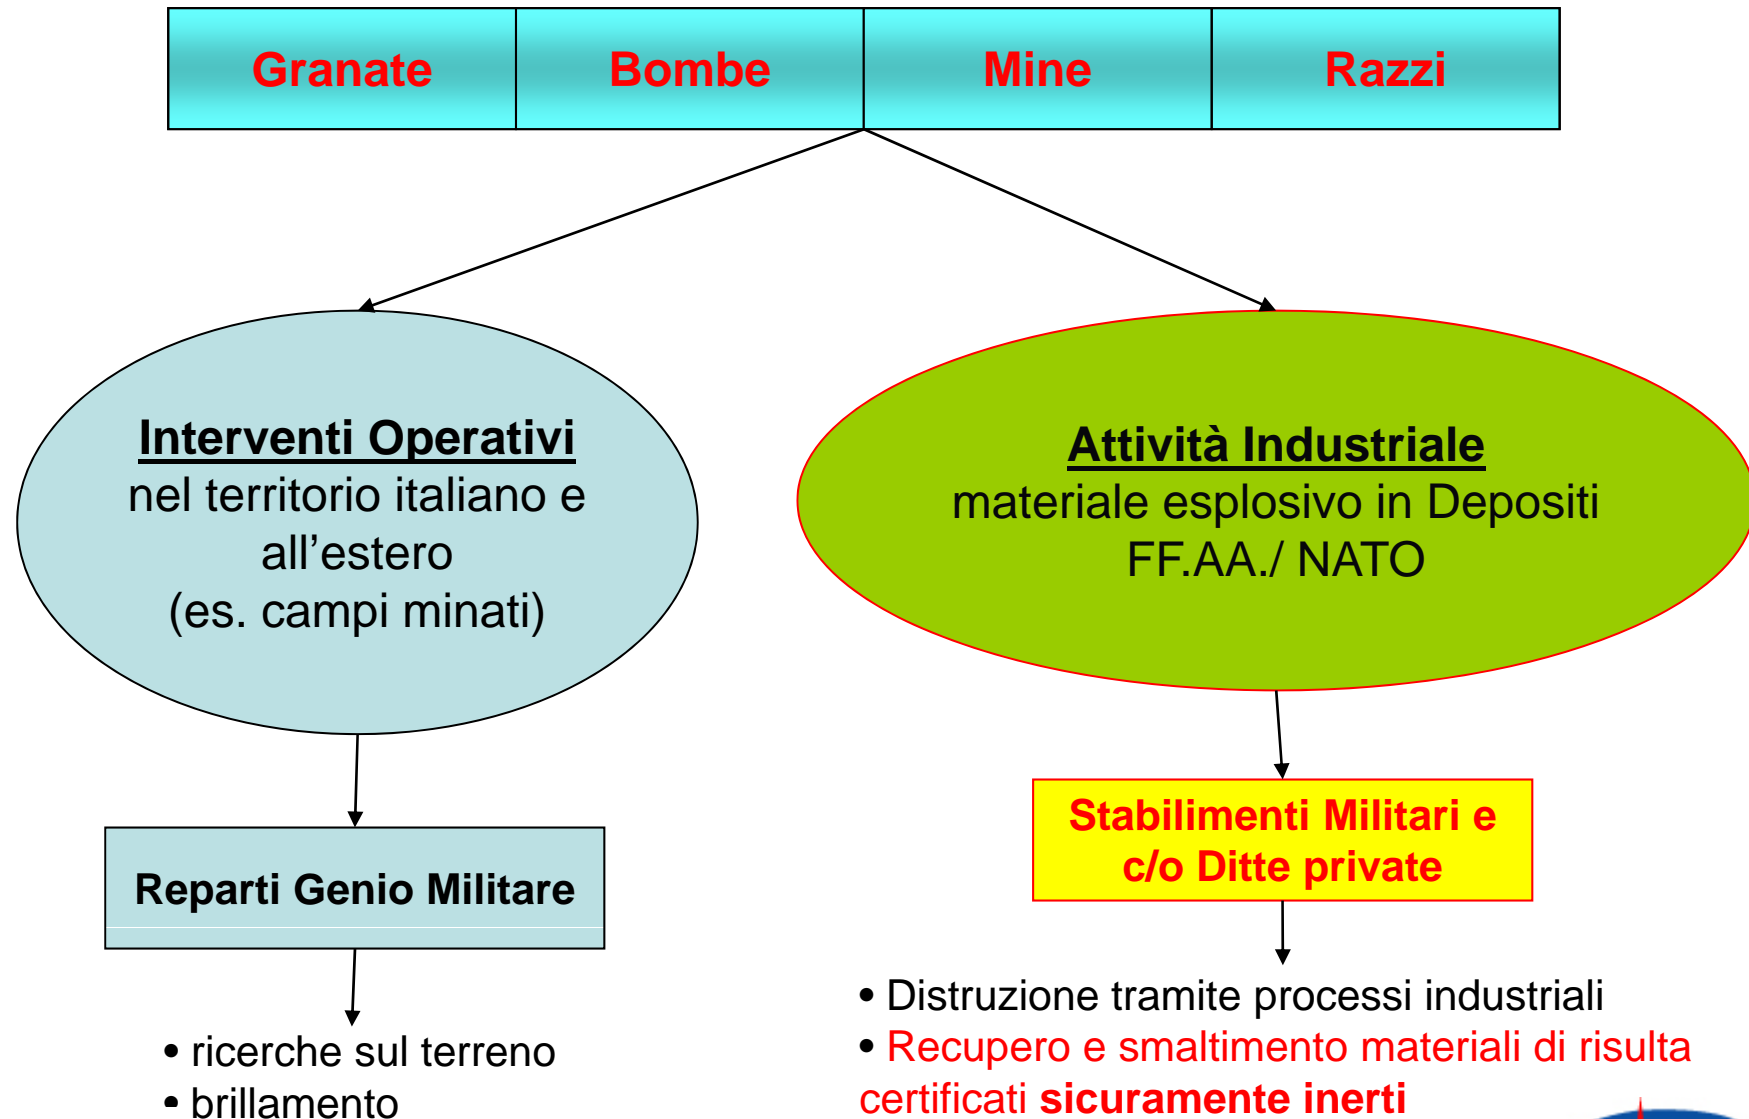 Granate Bombe Mine Razzi
Interventi Operativi
nel territorio italiano e
all’estero
(es. campi minati)
Attività Industriale
materiale esplosivo in Depositi
FF.AA./ NATO
Reparti Genio Militare
Stabilimenti Militari e
c/o Ditte private
• ricerche sul terreno
• brillamento
• Distruzione tramite processi industriali
• Recupero e smaltimento materiali di risulta
certificati sicuramente inerti